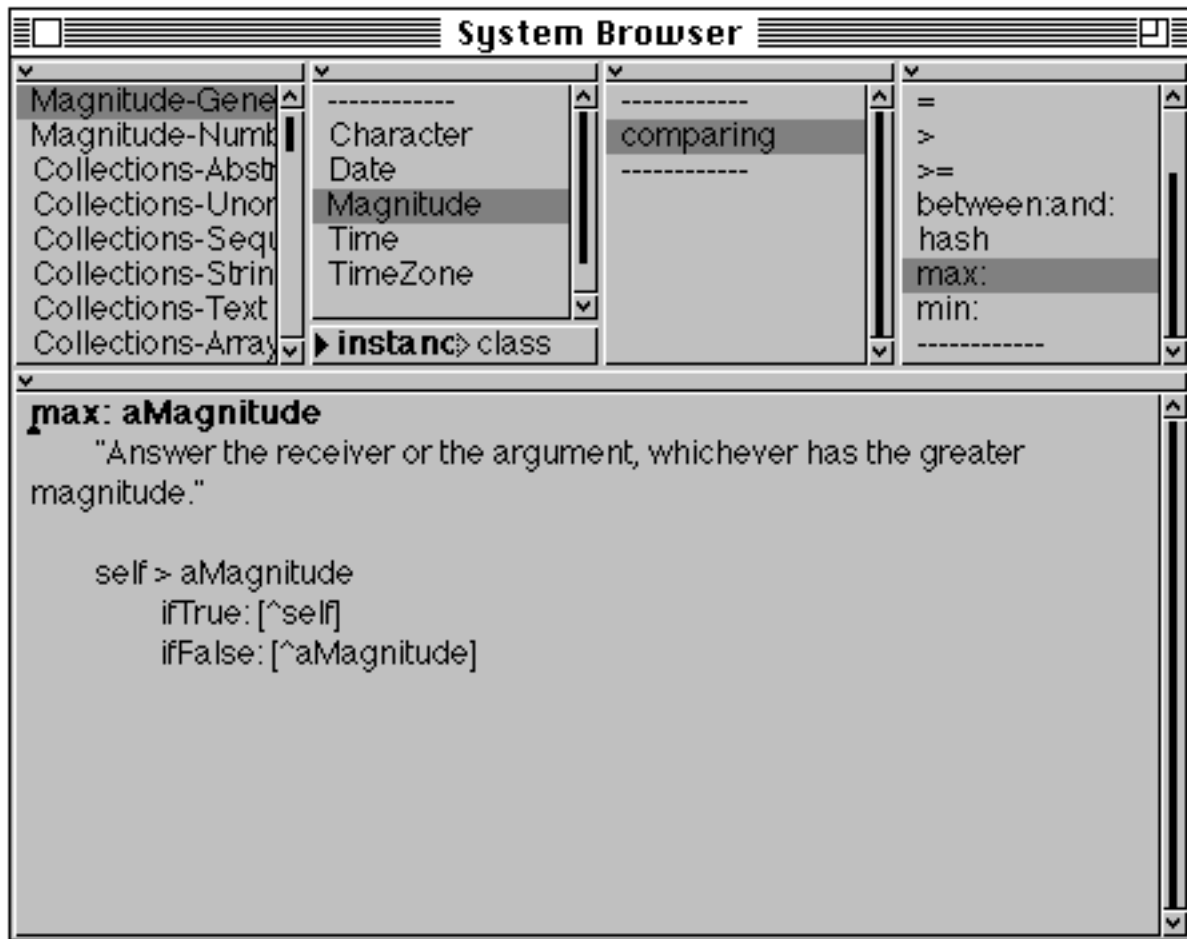 System Browser
Magnitude-Gene
Magnitude-Numb
Collections-Abstr
Collections-Unor
Collections-Sequ
Collections-Strin
Collections-Text
Collections-Array
------------
Character
Date
Magnitude
Time
TimeZone
instanc class
------------
comparing
------------
=
>
>=
between:and:
hash
max:
min:
------------
max: aMagnitude
"Answer the receiver or the argument, whichever has the greater
magnitude."
self > aMagnitude
ifTrue: [^self]
ifFalse: [^aMagnitude]